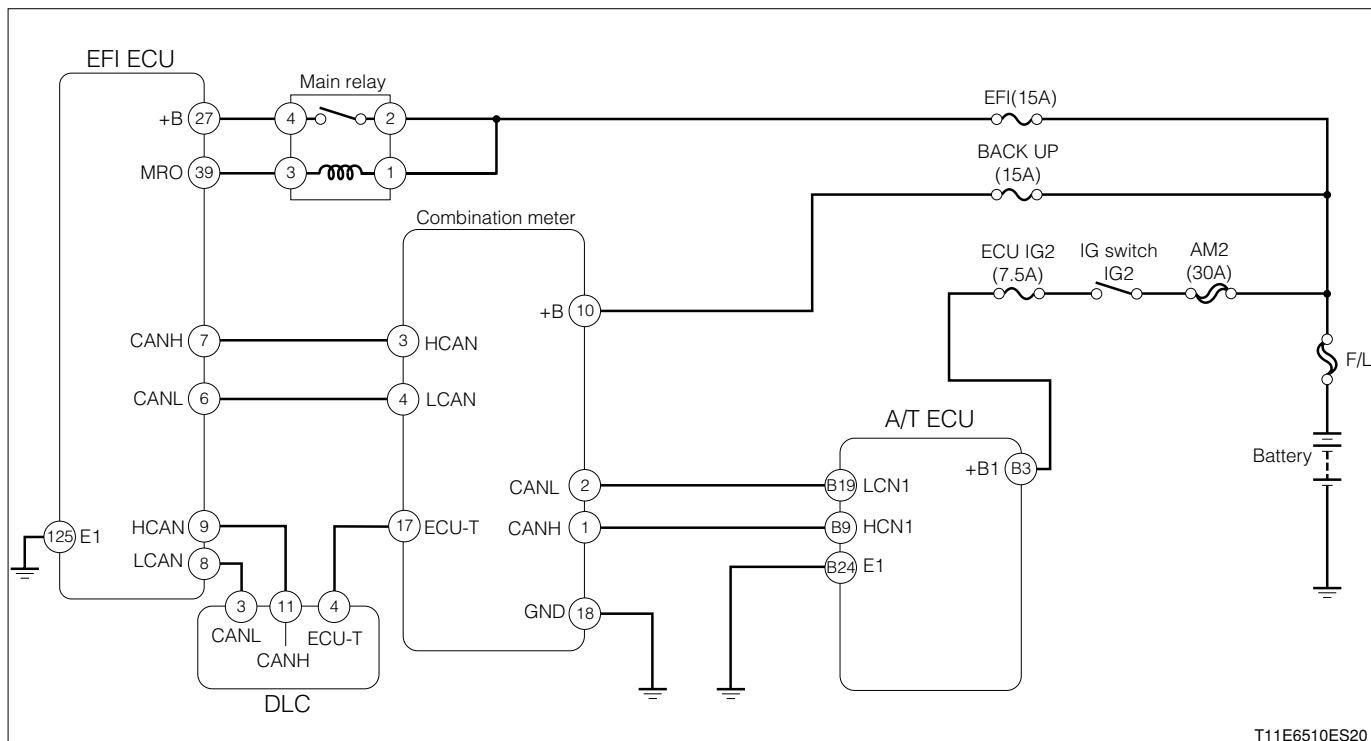 EFI ECU
Main relay
EFI(15A)
+B 27
4
2
BACK UP
(15A)
MRO 39
3
1
Combination meter
ECU IG2
(7.5A)
IG switch
IG2
AM2
(30A)
+B 10
CANH 7
3 HCAN
F/L
CANL 6
4 LCAN
A/T ECU
Battery
+B1 B3
CANL 2
B19 LCN1
125 E1
HCAN 9
17 ECU-T
CANH 1
B9 HCN1
LCAN 8
B24 E1
3
11
4
GND 18
CANL
ECU-T
CANH
DLC
T11E6510ES20